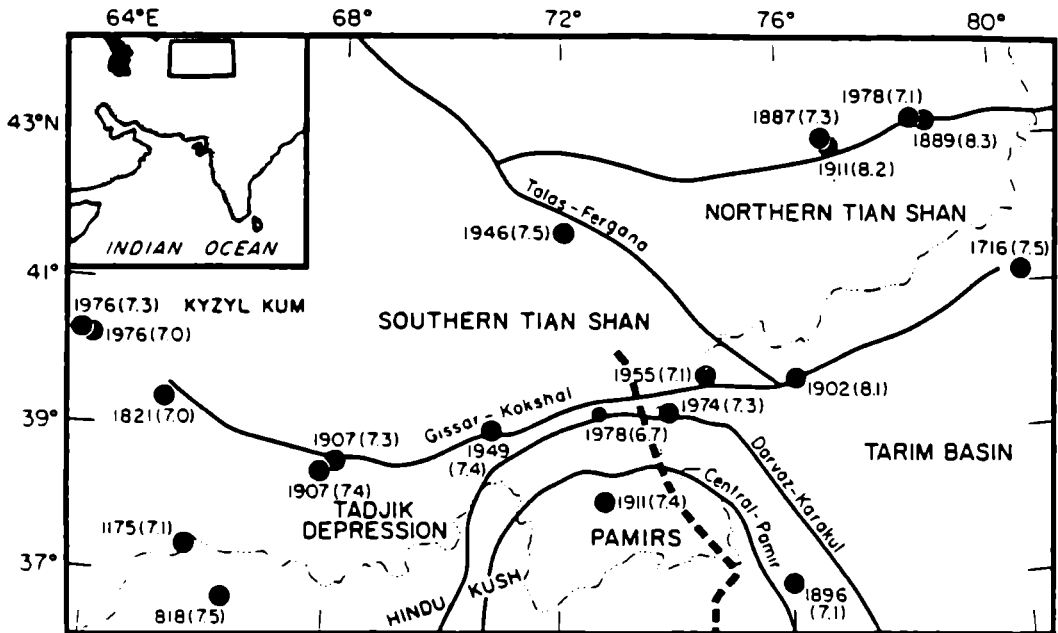 64°E 68° 72° 76° 80°
43°N
41°
39°
37°
INDIAN OCEAN
1978(7.1)
1887(7.3)
1889(8.3)
1911(8.2)
NORTHERN TIAN SHAN
Talas-Fergana
1946(7.5)
1716(7.5)
1976(7.3)
KYZYL KUM
1976(7.0)
SOUTHERN TIAN SHAN
1955(7.1)
1902(8.1)
1821(7.0)
Gissar-Kokshal
1974(7.3)
1978(6.7)
1907(7.3)
1949
(7.4)
TARIM BASIN
1907(7.4)
Darvaz-Karakul
Central-Pamir
TADJIK
DEPRESSION
1911(7.4)
1175(7.1)
PAMIRS
HINDU KUSH
818(7.5)
1896
(7.1)